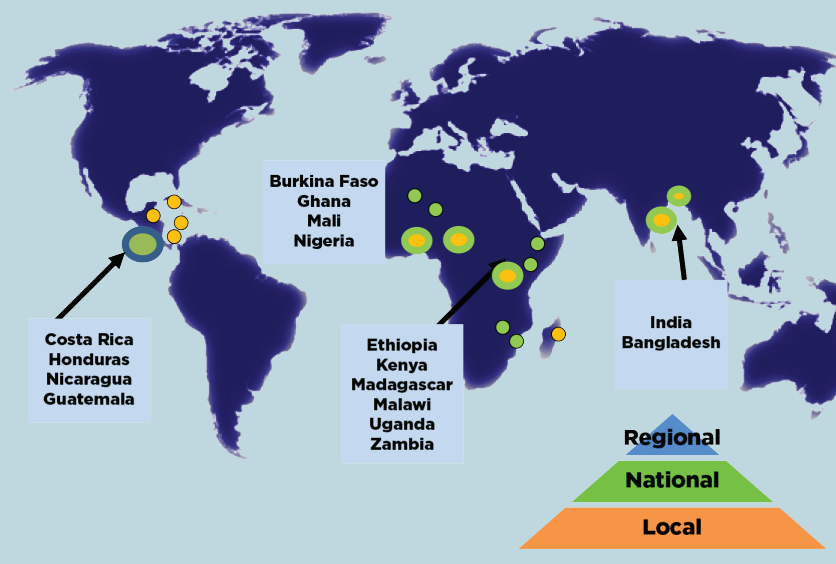 Burkina Faso
Ghana
Mali
Nigeria
Costa Rica
Honduras
Nicaragua
Guatemala
Ethiopia
Kenya
Madagascar
Malawi
Uganda
Zambia
India
Bangladesh
Regional
National
Local